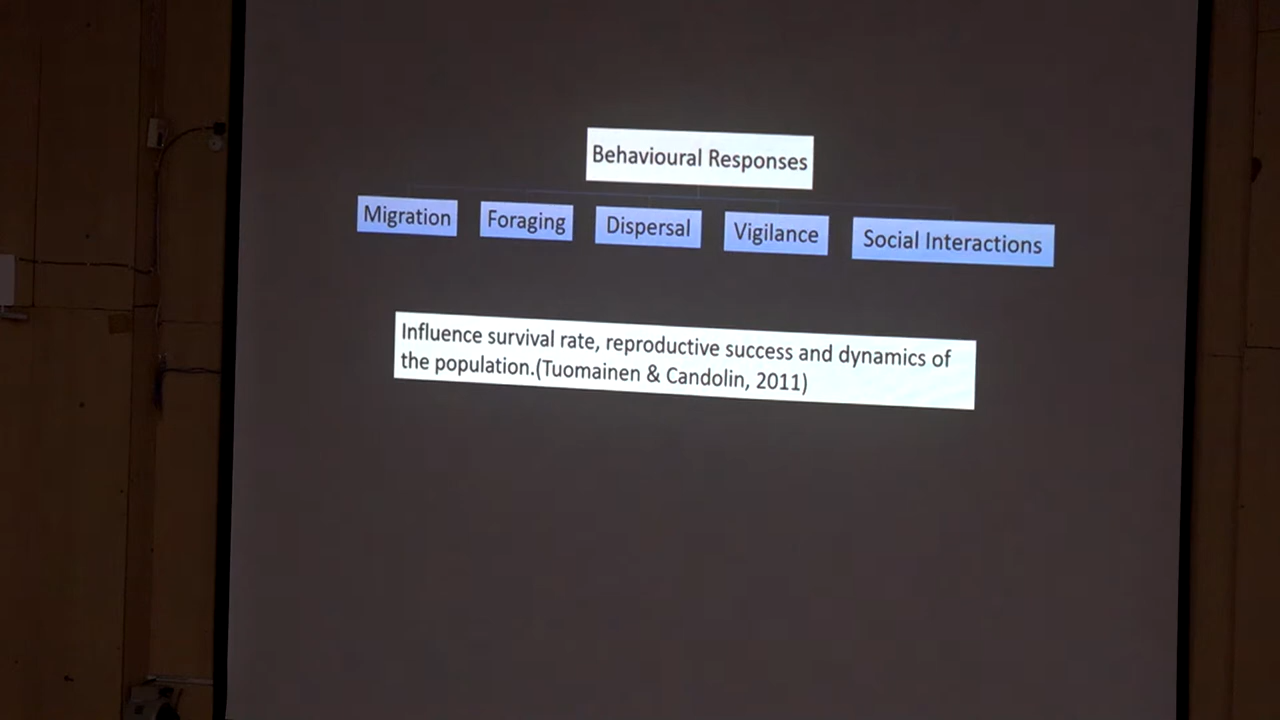 Behavioural Responses
Migration
Foraging
Dispersal
Vigilance
Social Interactions
Influence survival rate, reproductive success and dynamics of
the population.(Tuomainen & Candolin, 2011)